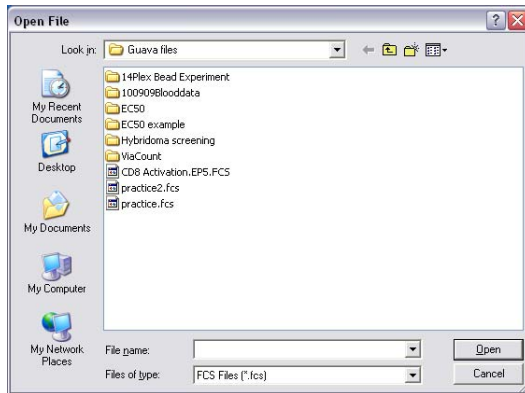 Open File
Look in:
Guava files
14Plex Bead Experiment
100909Blooddata
EC50
EC50 example
Hybridoma screening
ViaCount
CD8 Activation.EP5.FCS
practice2.fcs
practice.fcs
My Recent
Documents
Desktop
My Documents
My Computer
My Network
Places
File name:
Open
Files of type:
FCS Files (*.fcs)
Cancel